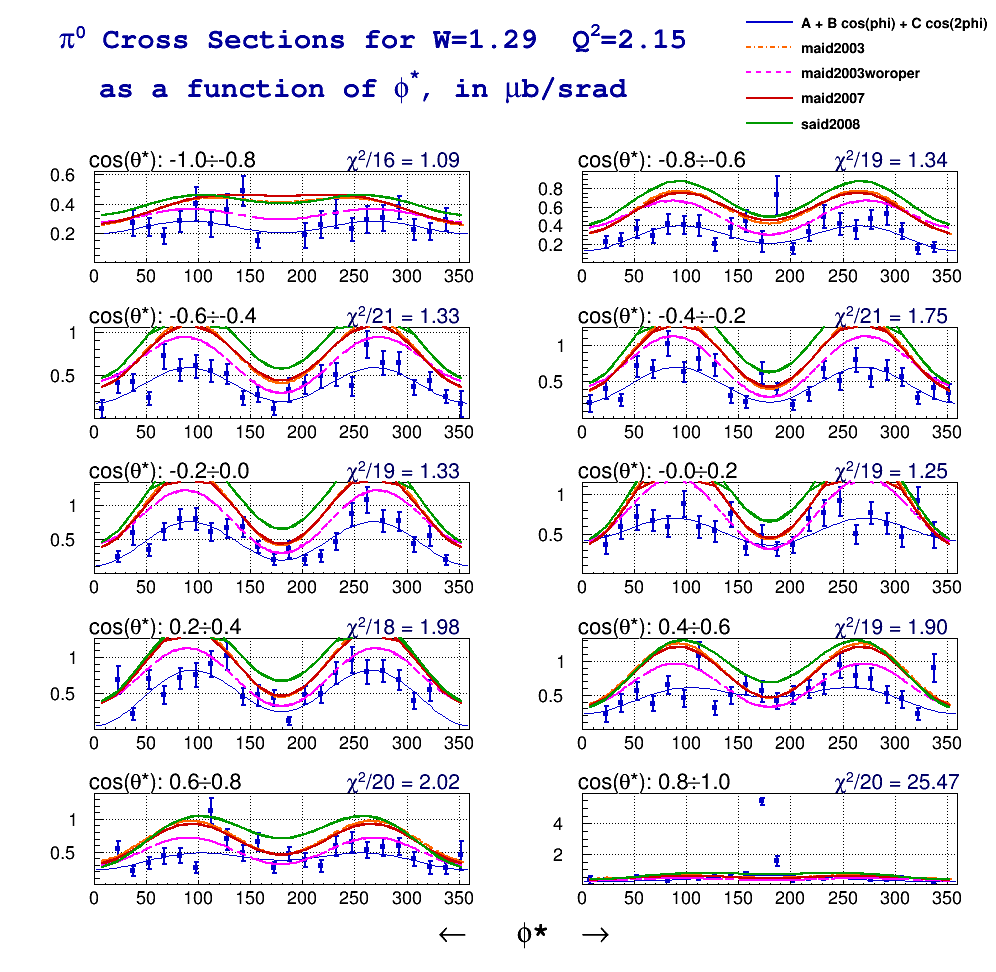 π⁰ Cross Sections for W=1.29 Q²=2.15
as a function of ϕ*, in μb/srad
A + B cos(phi) + C cos(2phi)
maid2003
maid2003woroper
maid2007
said2008
cos(θ*): -1.0÷-0.8 χ²/16 = 1.09
0.6
0.4
0.2
0 50 100 150 200 250 300 350
cos(θ*): -0.8÷-0.6 χ²/19 = 1.34
0.8
0.6
0.4
0.2
0 50 100 150 200 250 300 350
cos(θ*): -0.6÷-0.4 χ²/21 = 1.33
1
0.5
0 50 100 150 200 250 300 350
cos(θ*): -0.4÷-0.2 χ²/21 = 1.75
1
0.5
0 50 100 150 200 250 300 350
cos(θ*): -0.2÷0.0 χ²/19 = 1.33
1
0.5
0 50 100 150 200 250 300 350
cos(θ*): -0.0÷0.2 χ²/19 = 1.25
1
0.5
0 50 100 150 200 250 300 350
cos(θ*): 0.2÷0.4 χ²/18 = 1.98
1
0.5
0 50 100 150 200 250 300 350
cos(θ*): 0.4÷0.6 χ²/19 = 1.90
1
0.5
0 50 100 150 200 250 300 350
cos(θ*): 0.6÷0.8 χ²/20 = 2.02
1
0.5
0 50 100 150 200 250 300 350
cos(θ*): 0.8÷1.0 χ²/20 = 25.47
4
2
0 50 100 150 200 250 300 350
← ϕ* →